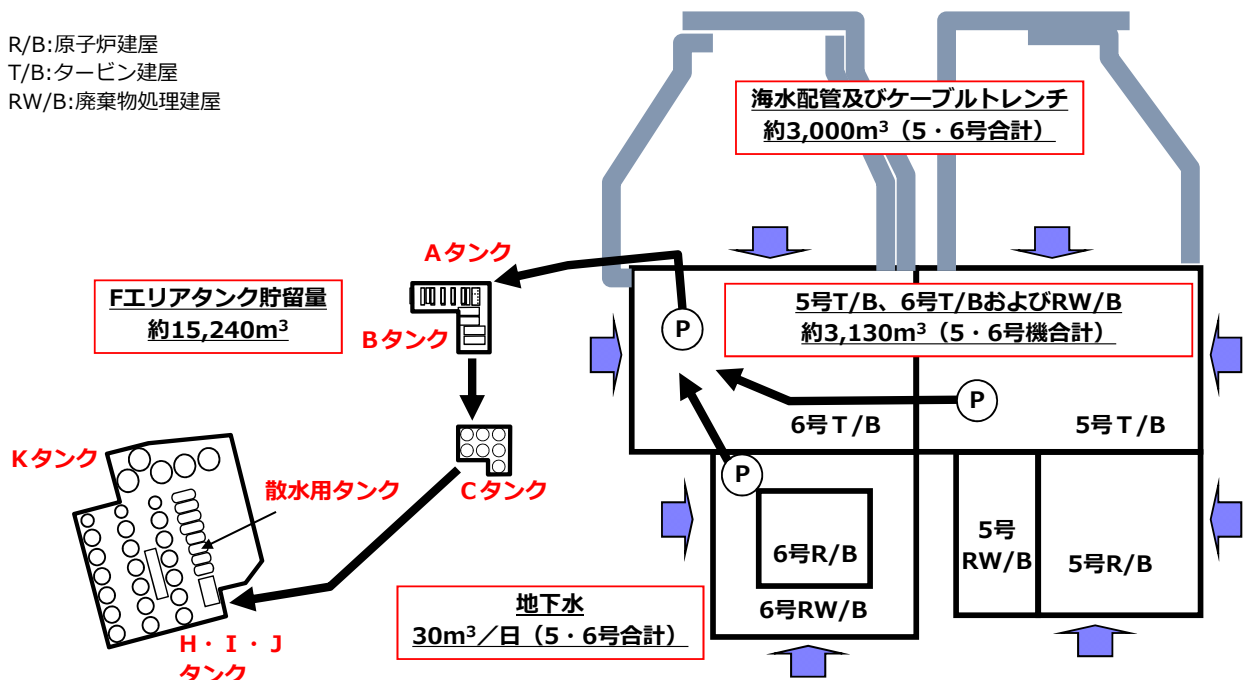 R/B:原子炉建屋
T/B:タービン建屋
RW/B:廃棄物処理建屋
海水配管及びケーブルトレンチ
約3,000m³（5・6号合計）
Aタンク
Fエリアタンク貯留量
約15,240m³
Bタンク
5号T/B、6号T/BおよびRW/B
約3,130m³（5・6号機合計）
P
P
6号T/B
5号T/B
Kタンク
散水用タンク
Cタンク
P
5号
RW/B
6号R/B
5号R/B
6号RW/B
地下水
30m³／日（5・6号合計）
H・I・J
タンク